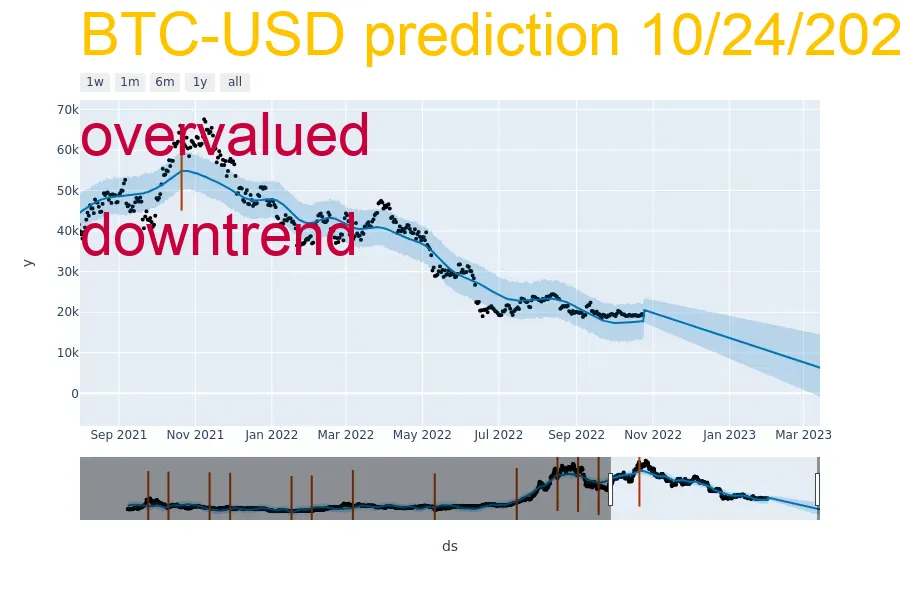 BTC-USD prediction 10/24/202
1w 1m 6m 1y all
70k
overvalued
60k
50k
40k
downtrend
30k
y
20k
10k
0
Sep 2021 Nov 2021 Jan 2022 Mar 2022 May 2022 Jul 2022 Sep 2022 Nov 2022 Jan 2023 Mar 2023
ds